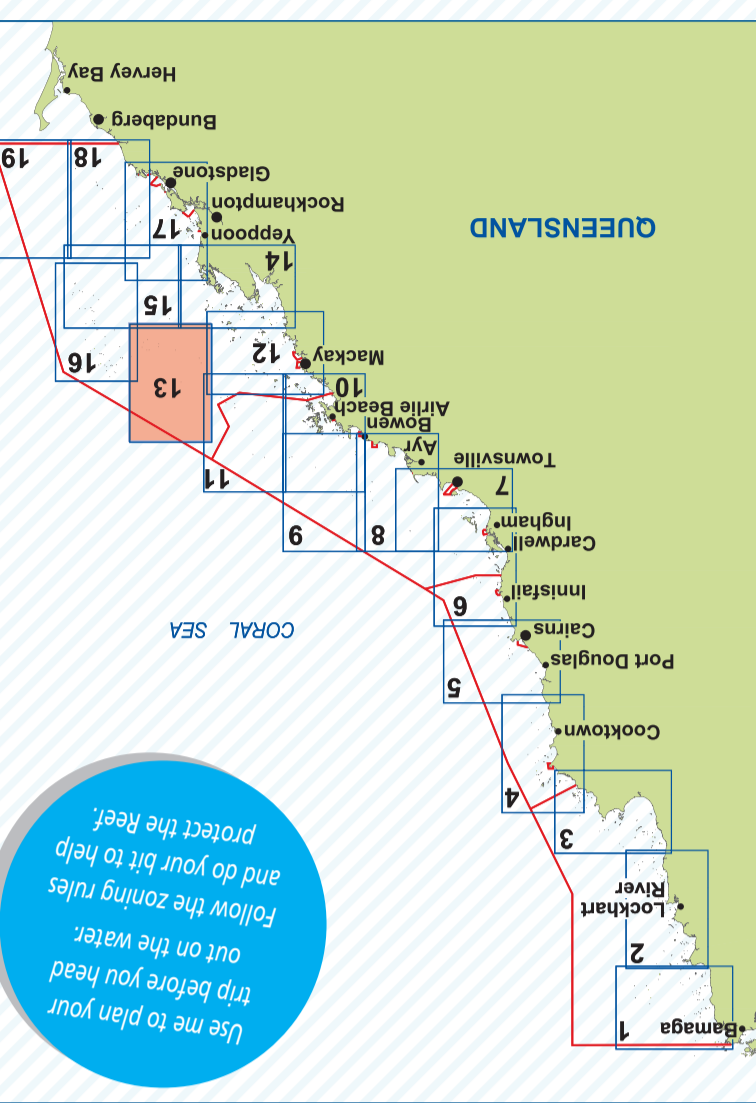 Bamaga
1
2
Lockhart
River
3
4
Cooktown
Use me to plan your
trip before you head
out on the water.
Follow the zoning rules
and do your bit to help
protect the Reef.
Port Douglas
5
Cairns
CORAL SEA
Innisfail
6
Cardwell
Ingham
7
Townsville
8
9
Ayr
Bowen
Airlie Beach
10
11
Mackay
12
13
16
15
14
QUEENSLAND
Yeppoon
Rockhampton
17
Gladstone
18
19
Bundaberg
Hervey Bay